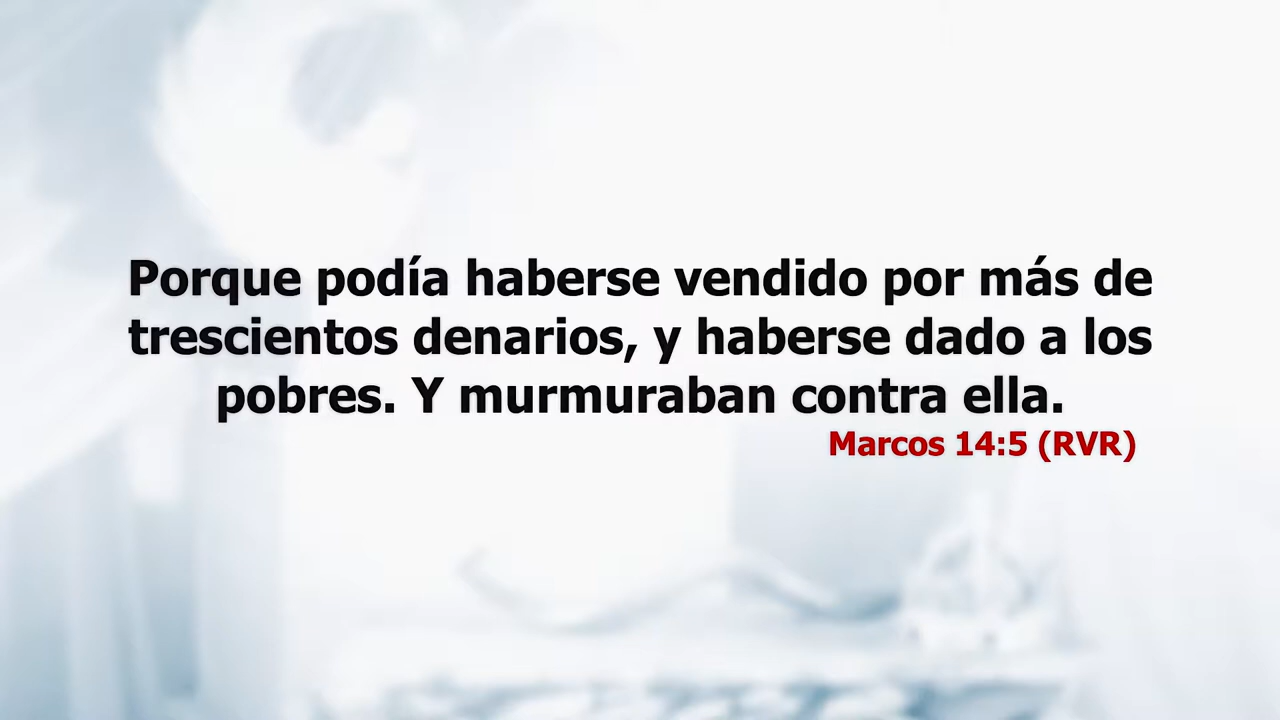 Porque podía haberse vendido por más de
trescientos denarios, y haberse dado a los
pobres. Y murmuraban contra ella.
Marcos 14:5 (RVR)